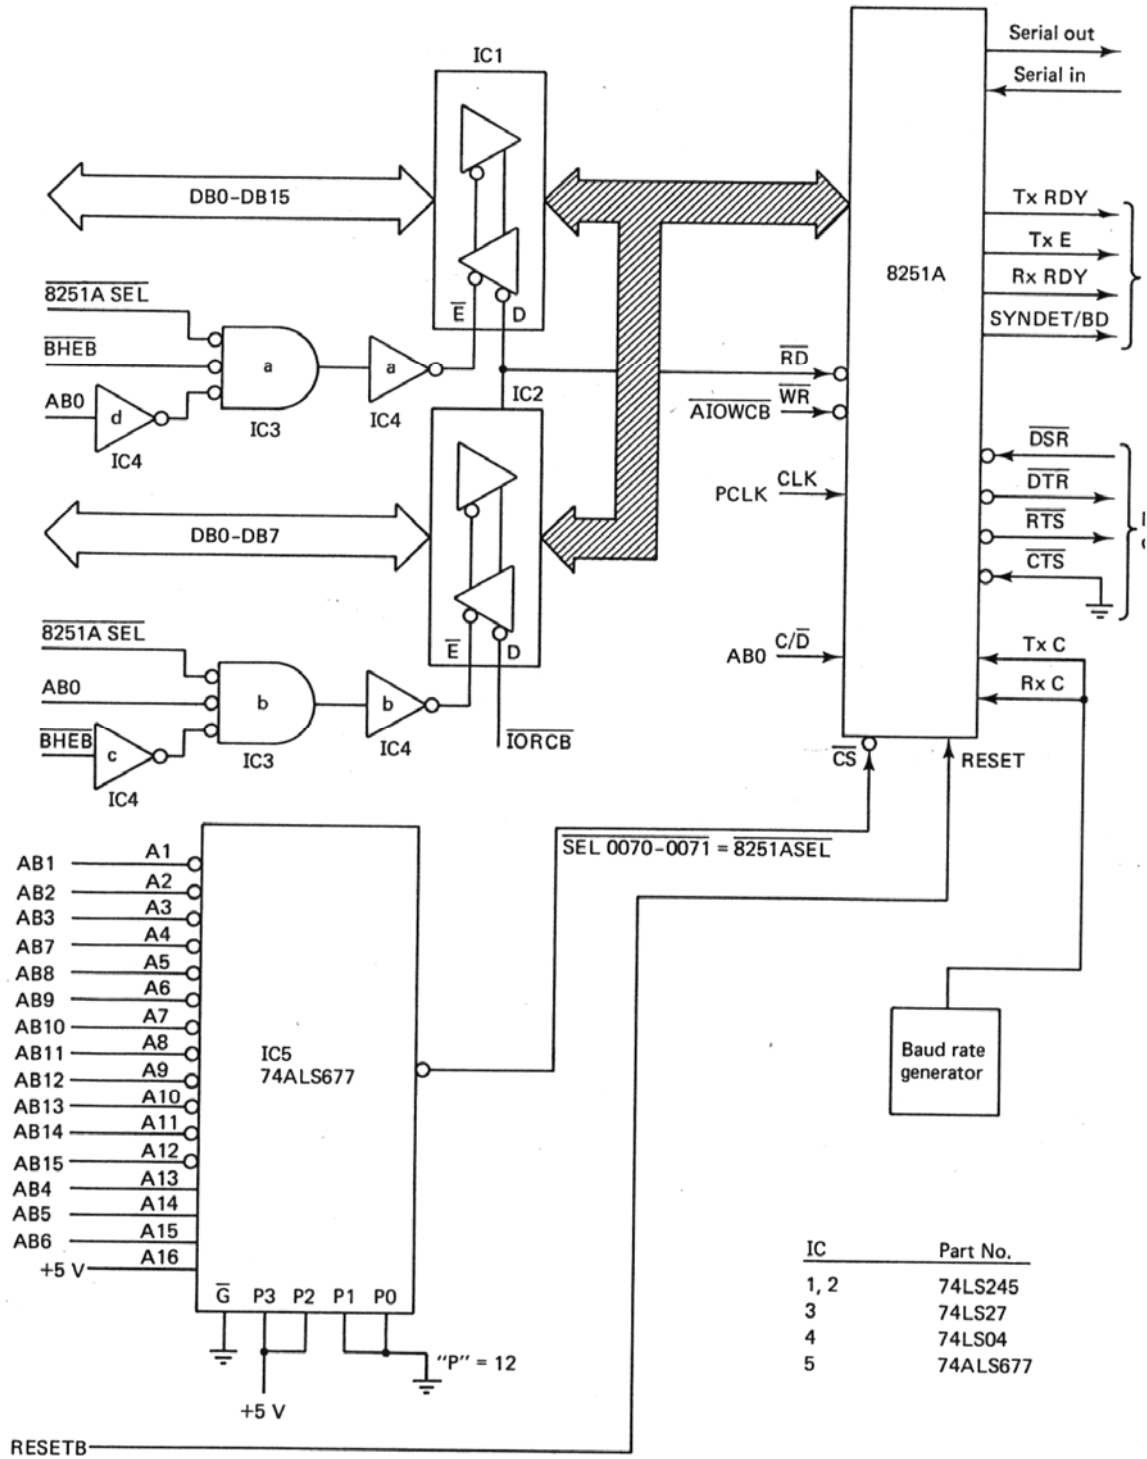 Serial out
IC1
Serial in
DB0-DB15
Tx RDY
Tx E
8251A
Rx RDY
8251A SEL
E D
SYNDET/BD
BHEB
a a
RD
IC2
WR
AB0
AIOWCB
d
IC3 IC4
DSR
IC4
CLK
PCLK
DTR
DB0-DB7
RTS
CTS
8251A SEL
C/D
E D
AB0
Tx C
AB0
Rx C
b b
BHEB
c
IORCB
IC3 IC4
CS RESET
IC4
SEL 0070-0071 = 8251ASEL
AB1 A1
AB2 A2
AB3 A3
AB7 A4
AB8 A5
AB9 A6
AB10 A7
AB11 A8
AB12 A9
AB13 A10
AB14 A11
AB15 A12
AB4 A13
AB5 A14
AB6 A15
+5 V A16
IC5
74ALS677
Baud rate
generator
G P3 P2 P1 P0
"P" = 12
+5 V
RESETB
IC Part No.
1, 2 74LS245
3 74LS27
4 74LS04
5 74ALS677